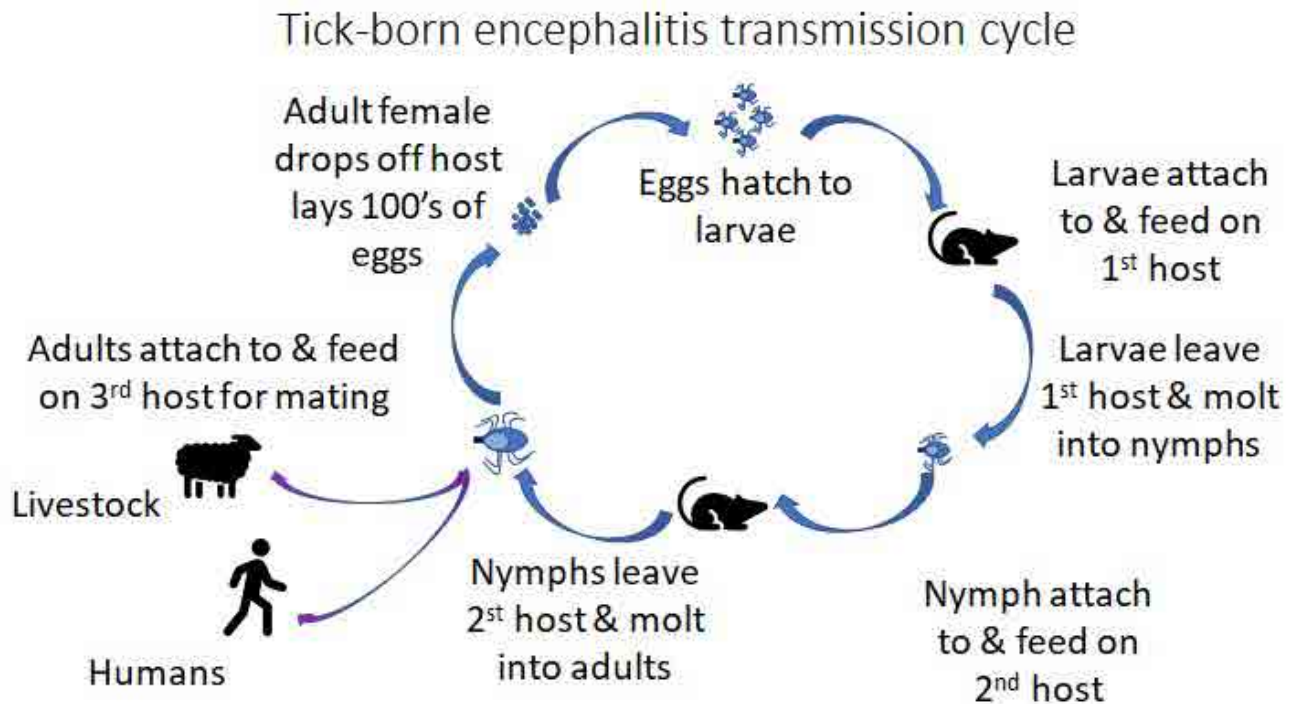 Tick-born encephalitis transmission cycle
Adult female
drops off host
lays 100's of
eggs
Eggs hatch to
larvae
Larvae attach
to & feed on
1st host
Larvae leave
1st host & molt
into nymphs
Nymph attach
to & feed on
2nd host
Nymphs leave
2st host & molt
into adults
Adults attach to & feed
on 3rd host for mating
Livestock
Humans